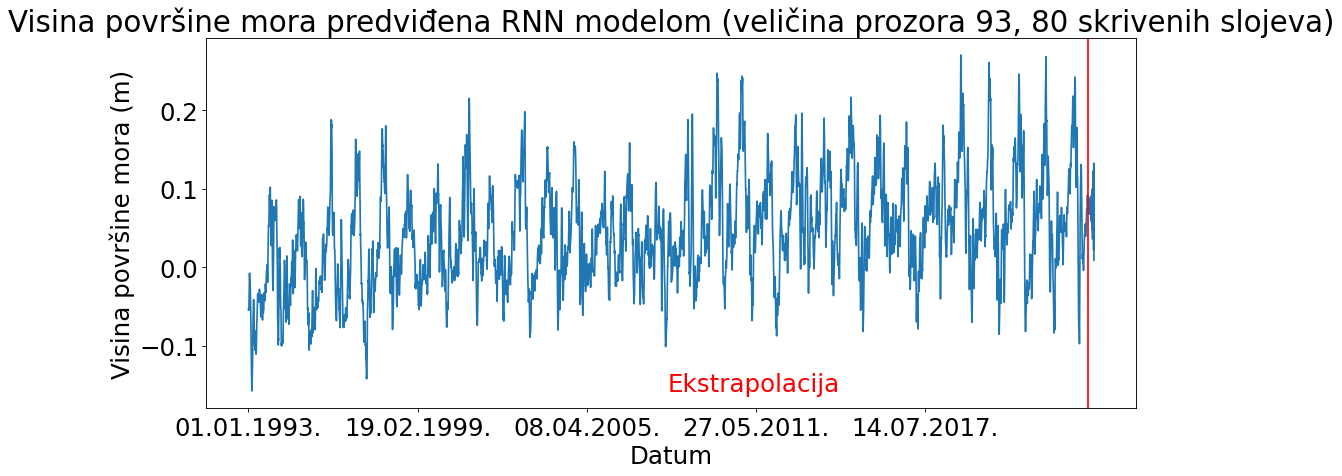 Visina površine mora predviđena RNN modelom (veličina prozora 93, 80 skrivenih slojeva)
Visina površine mora (m)
0.2
0.1
0.0
−0.1
Ekstrapolacija
01.01.1993. 19.02.1999. 08.04.2005. 27.05.2011. 14.07.2017.
Datum